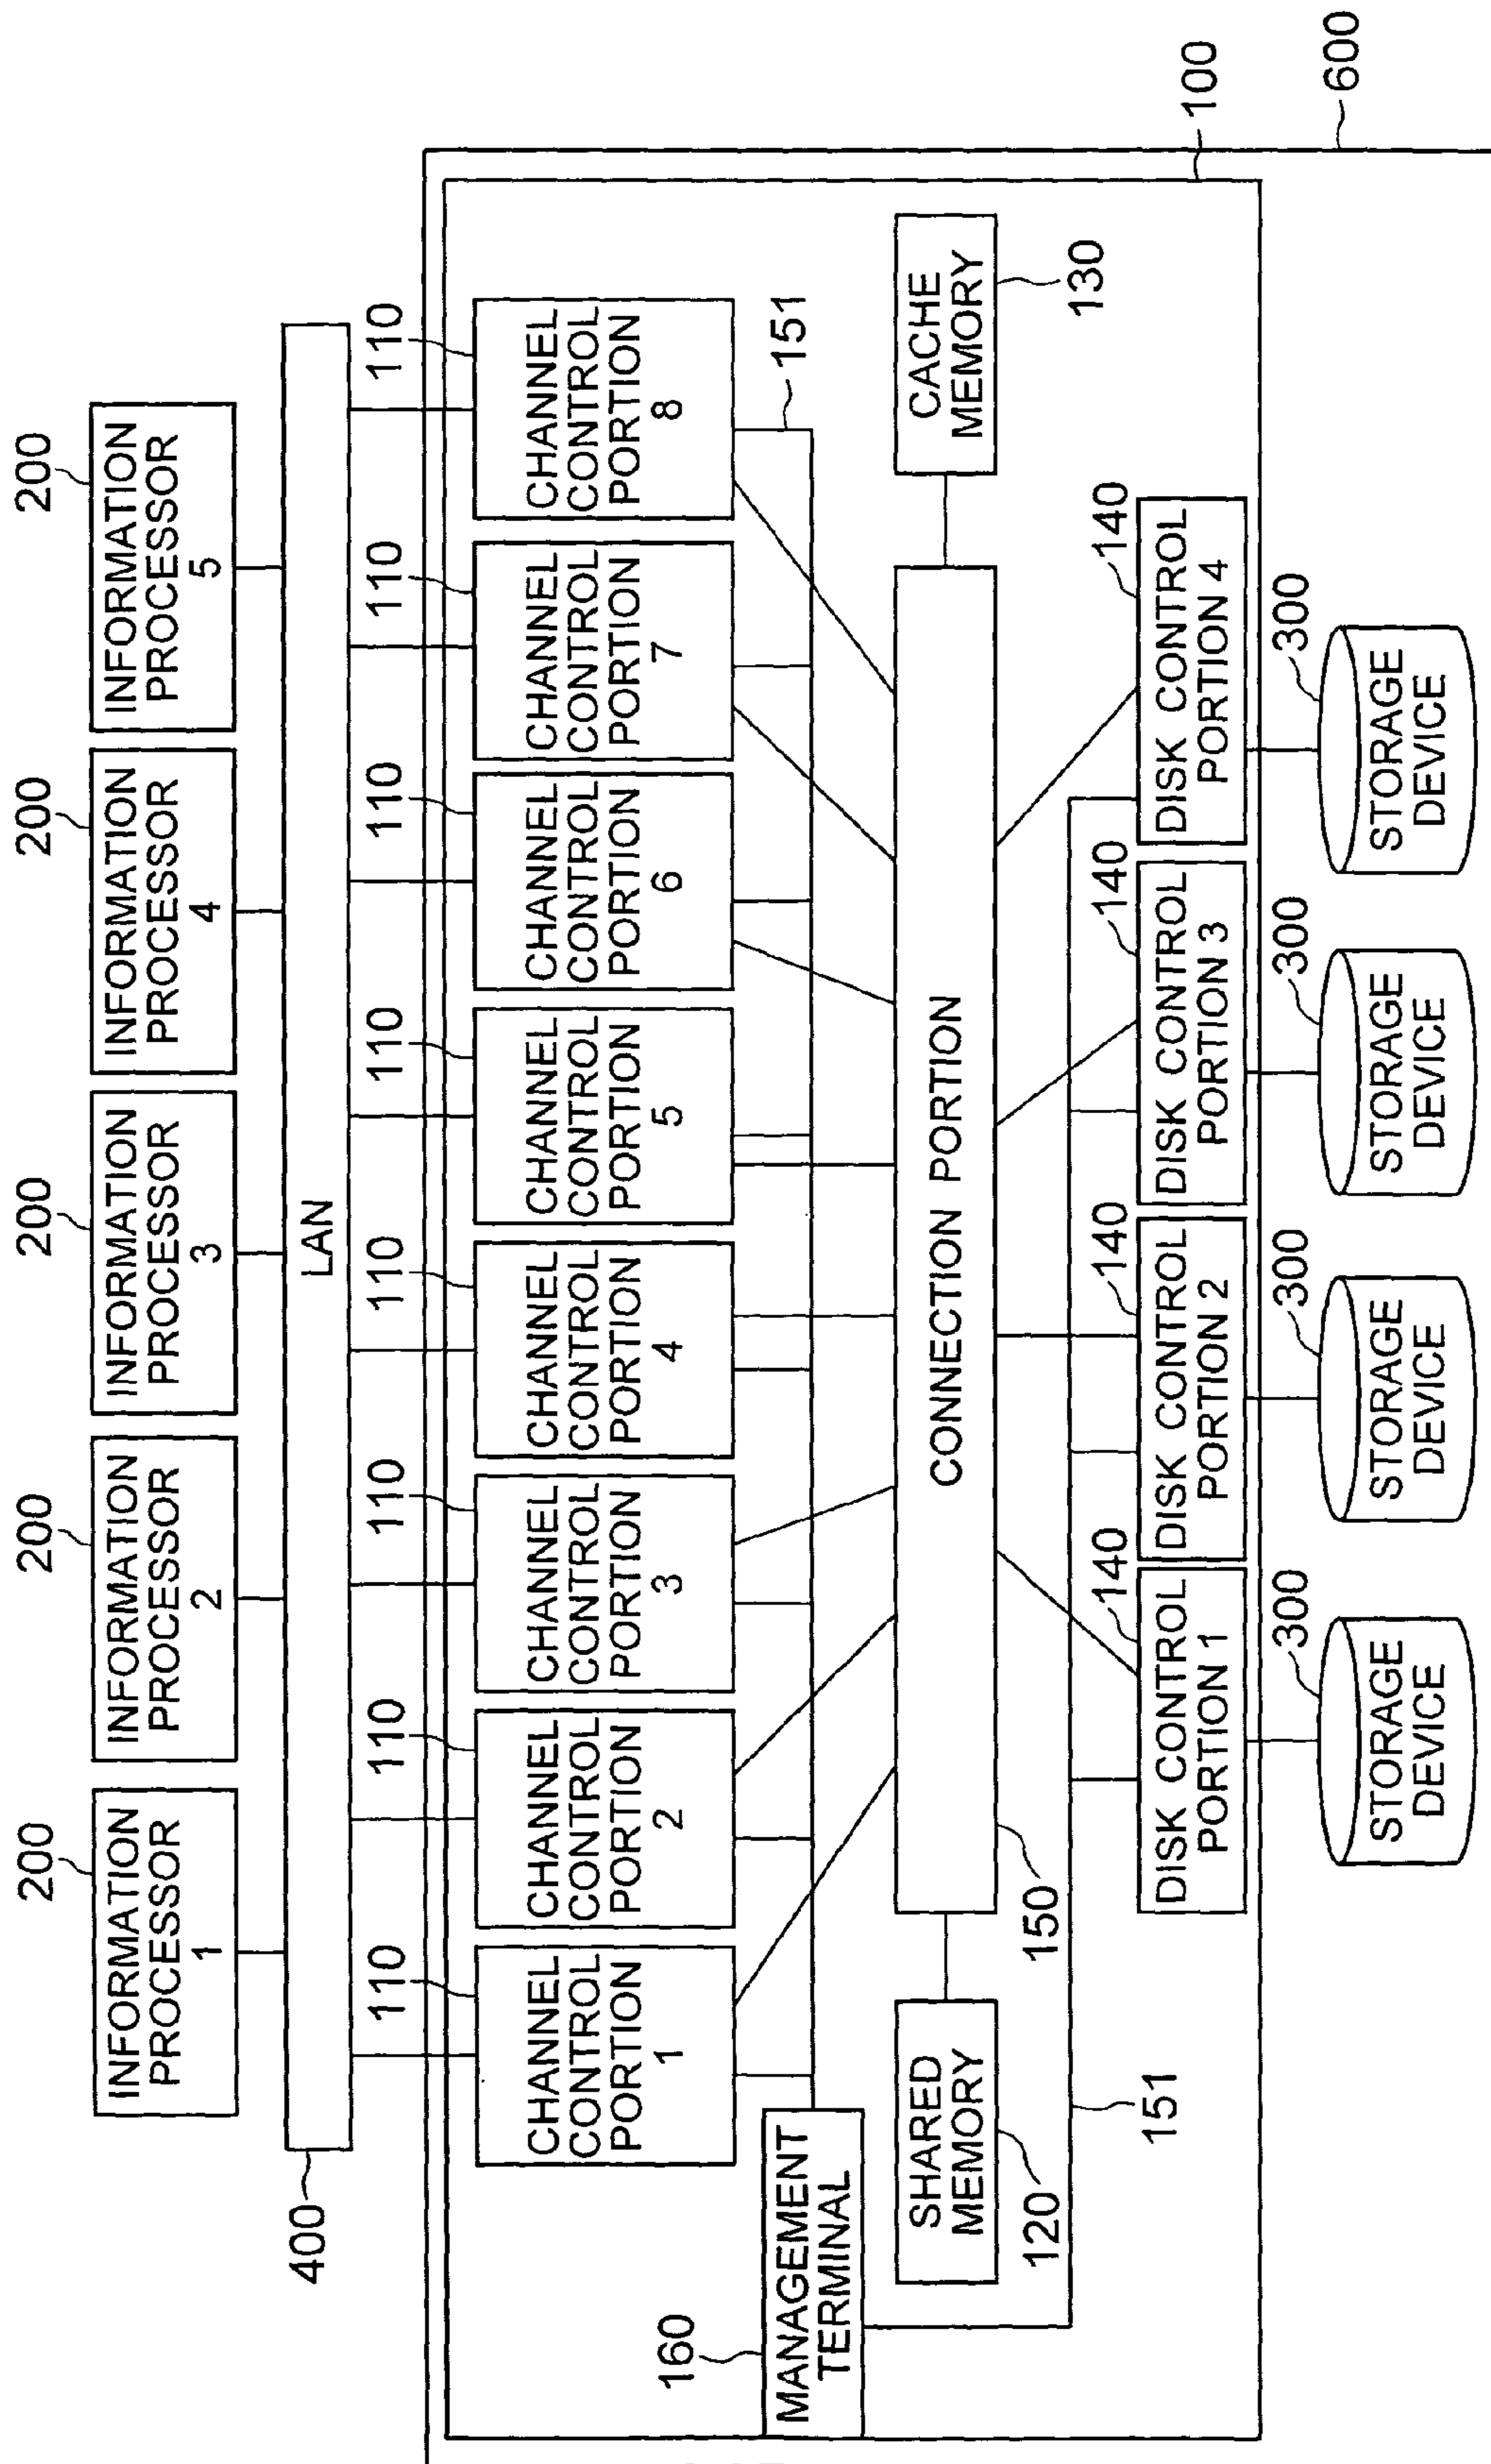 200
200
200
200
200
INFORMATION
PROCESSOR
1
INFORMATION
PROCESSOR
2
INFORMATION
PROCESSOR
3
INFORMATION
PROCESSOR
4
INFORMATION
PROCESSOR
5
400
LAN
110
110
110
110
110
110
110
110
CHANNEL
CONTROL
PORTION
1
CHANNEL
CONTROL
PORTION
2
CHANNEL
CONTROL
PORTION
3
CHANNEL
CONTROL
PORTION
4
CHANNEL
CONTROL
PORTION
5
CHANNEL
CONTROL
PORTION
6
CHANNEL
CONTROL
PORTION
7
CHANNEL
CONTROL
PORTION
8
160
MANAGEMENT
TERMINAL
151
SHARED
MEMORY
120
CONNECTION PORTION
150
CACHE
MEMORY
130
151
140
140
140
140
DISK CONTROL
PORTION 1
DISK CONTROL
PORTION 2
DISK CONTROL
PORTION 3
DISK CONTROL
PORTION 4
100
300
300
300
300
STORAGE
DEVICE
STORAGE
DEVICE
STORAGE
DEVICE
STORAGE
DEVICE
600